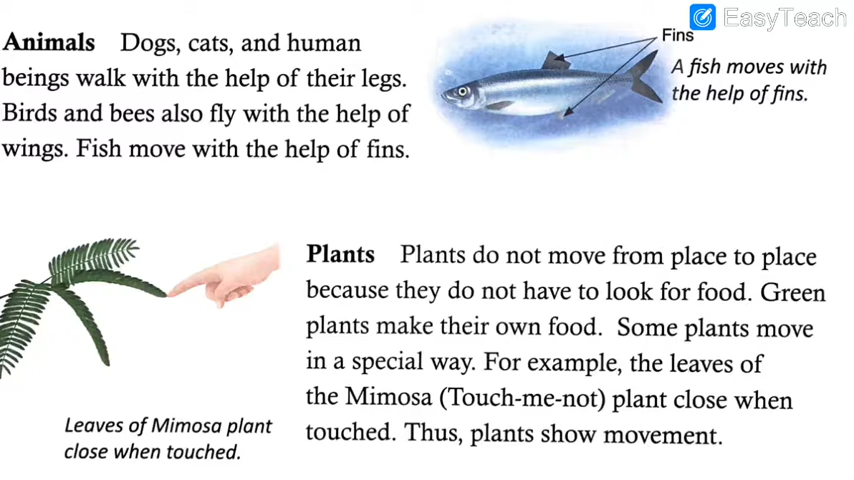 EasyTeach
Animals Dogs, cats, and human
beings walk with the help of their legs.
Birds and bees also fly with the help of
wings. Fish move with the help of fins.
Fins
A fish moves with
the help of fins.
Leaves of Mimosa plant
close when touched.
Plants Plants do not move from place to place
because they do not have to look for food. Green
plants make their own food. Some plants move
in a special way. For example, the leaves of
the Mimosa (Touch-me-not) plant close when
touched. Thus, plants show movement.